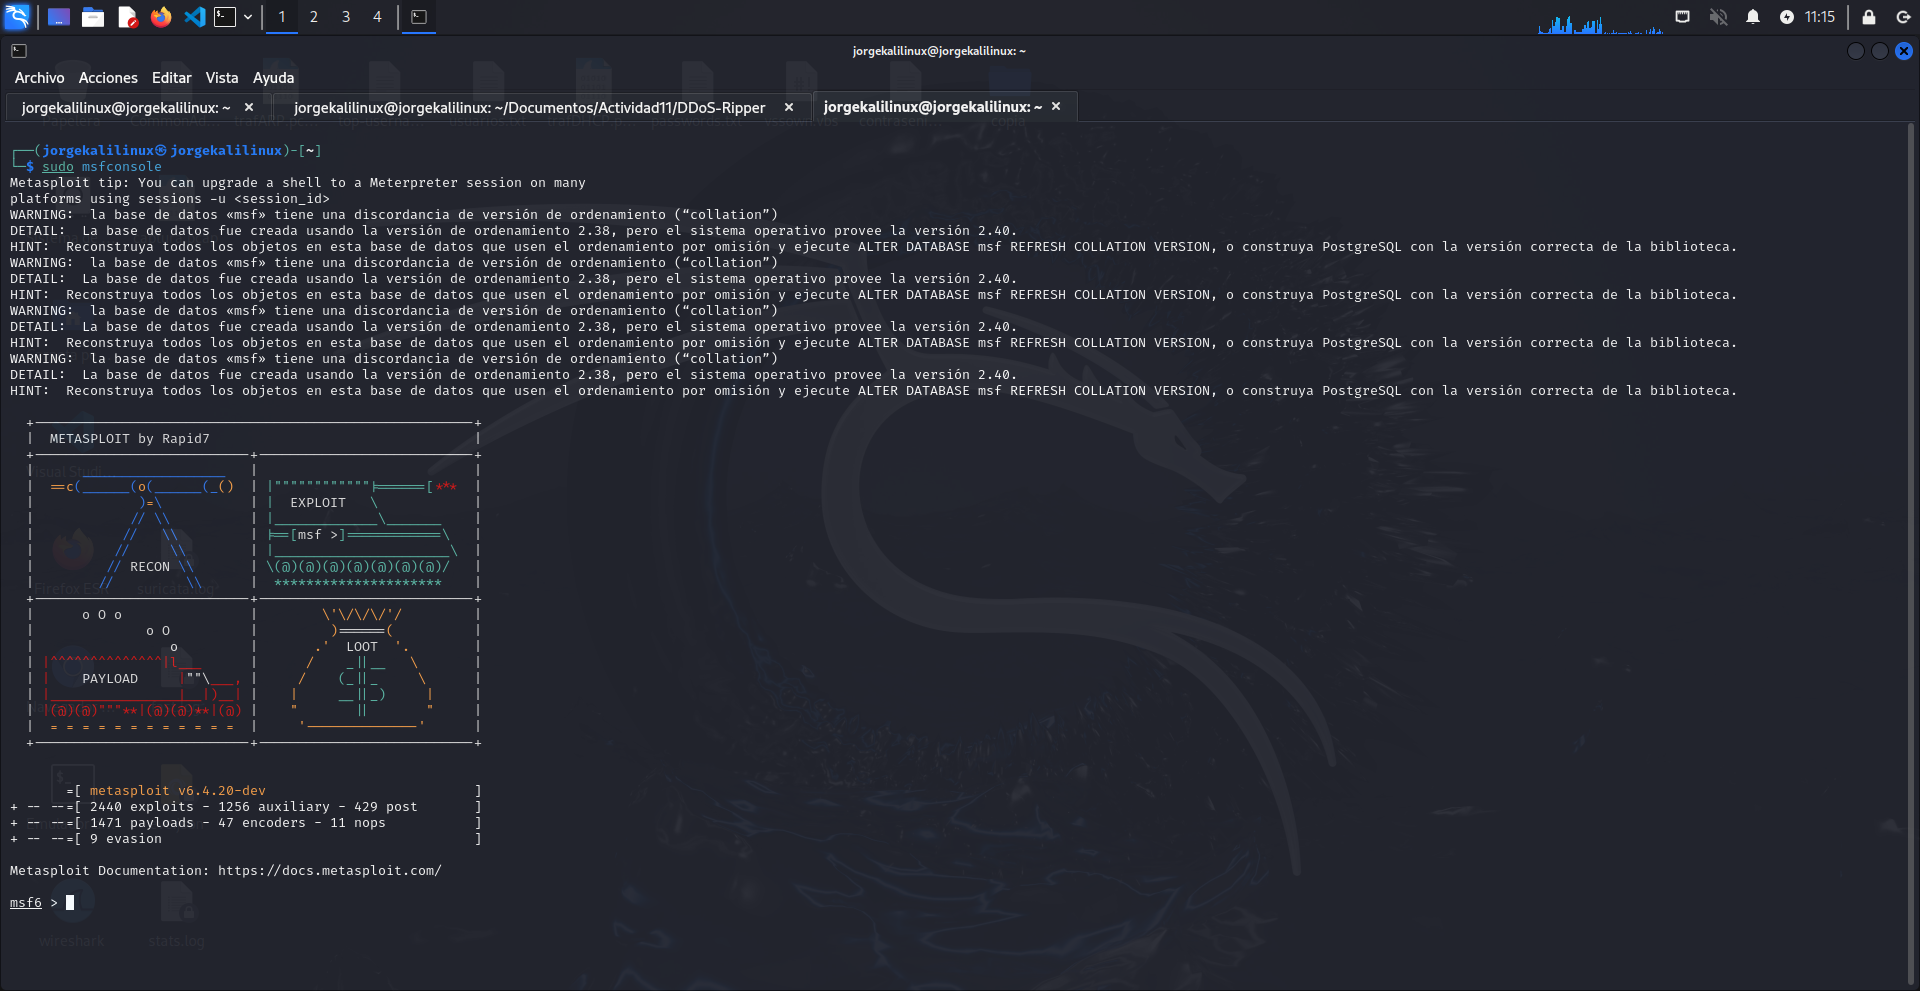 1 2 3 4 11:15
jorgekalilinux@jorgekalilinux: ~
Archivo Acciones Editar Vista Ayuda
jorgekalilinux@jorgekalilinux: ~ × jorgekalilinux@jorgekalilinux: ~/Documentos/Actividad11/DDoS-Ripper × jorgekalilinux@jorgekalilinux: ~ ×
┌──(jorgekalilinux㉿jorgekalilinux)-[~]
└─$ sudo msfconsole
Metasploit tip: You can upgrade a shell to a Meterpreter session on many
platforms using sessions -u <session_id>
WARNING:  la base de datos «msf» tiene una discordancia de versión de ordenamiento (“collation”)
DETAIL:  La base de datos fue creada usando la versión de ordenamiento 2.38, pero el sistema operativo provee la versión 2.40.
HINT:  Reconstruya todos los objetos en esta base de datos que usen el ordenamiento por omisión y ejecute ALTER DATABASE msf REFRESH COLLATION VERSION, o construya PostgreSQL con la versión correcta de la biblioteca.
WARNING:  la base de datos «msf» tiene una discordancia de versión de ordenamiento (“collation”)
DETAIL:  La base de datos fue creada usando la versión de ordenamiento 2.38, pero el sistema operativo provee la versión 2.40.
HINT:  Reconstruya todos los objetos en esta base de datos que usen el ordenamiento por omisión y ejecute ALTER DATABASE msf REFRESH COLLATION VERSION, o construya PostgreSQL con la versión correcta de la biblioteca.
WARNING:  la base de datos «msf» tiene una discordancia de versión de ordenamiento (“collation”)
DETAIL:  La base de datos fue creada usando la versión de ordenamiento 2.38, pero el sistema operativo provee la versión 2.40.
HINT:  Reconstruya todos los objetos en esta base de datos que usen el ordenamiento por omisión y ejecute ALTER DATABASE msf REFRESH COLLATION VERSION, o construya PostgreSQL con la versión correcta de la biblioteca.
WARNING:  la base de datos «msf» tiene una discordancia de versión de ordenamiento (“collation”)
DETAIL:  La base de datos fue creada usando la versión de ordenamiento 2.38, pero el sistema operativo provee la versión 2.40.
HINT:  Reconstruya todos los objetos en esta base de datos que usen el ordenamiento por omisión y ejecute ALTER DATABASE msf REFRESH COLLATION VERSION, o construya PostgreSQL con la versión correcta de la biblioteca.
METASPLOIT by Rapid7
EXPLOIT
[msf >]
RECON
LOOT
PAYLOAD
=[ metasploit v6.4.20-dev ]
+ -- --=[ 2440 exploits - 1256 auxiliary - 429 post ]
+ -- --=[ 1471 payloads - 47 encoders - 11 nops ]
+ -- --=[ 9 evasion ]
Metasploit Documentation: https://docs.metasploit.com/
msf6 >
wireshark stats.log